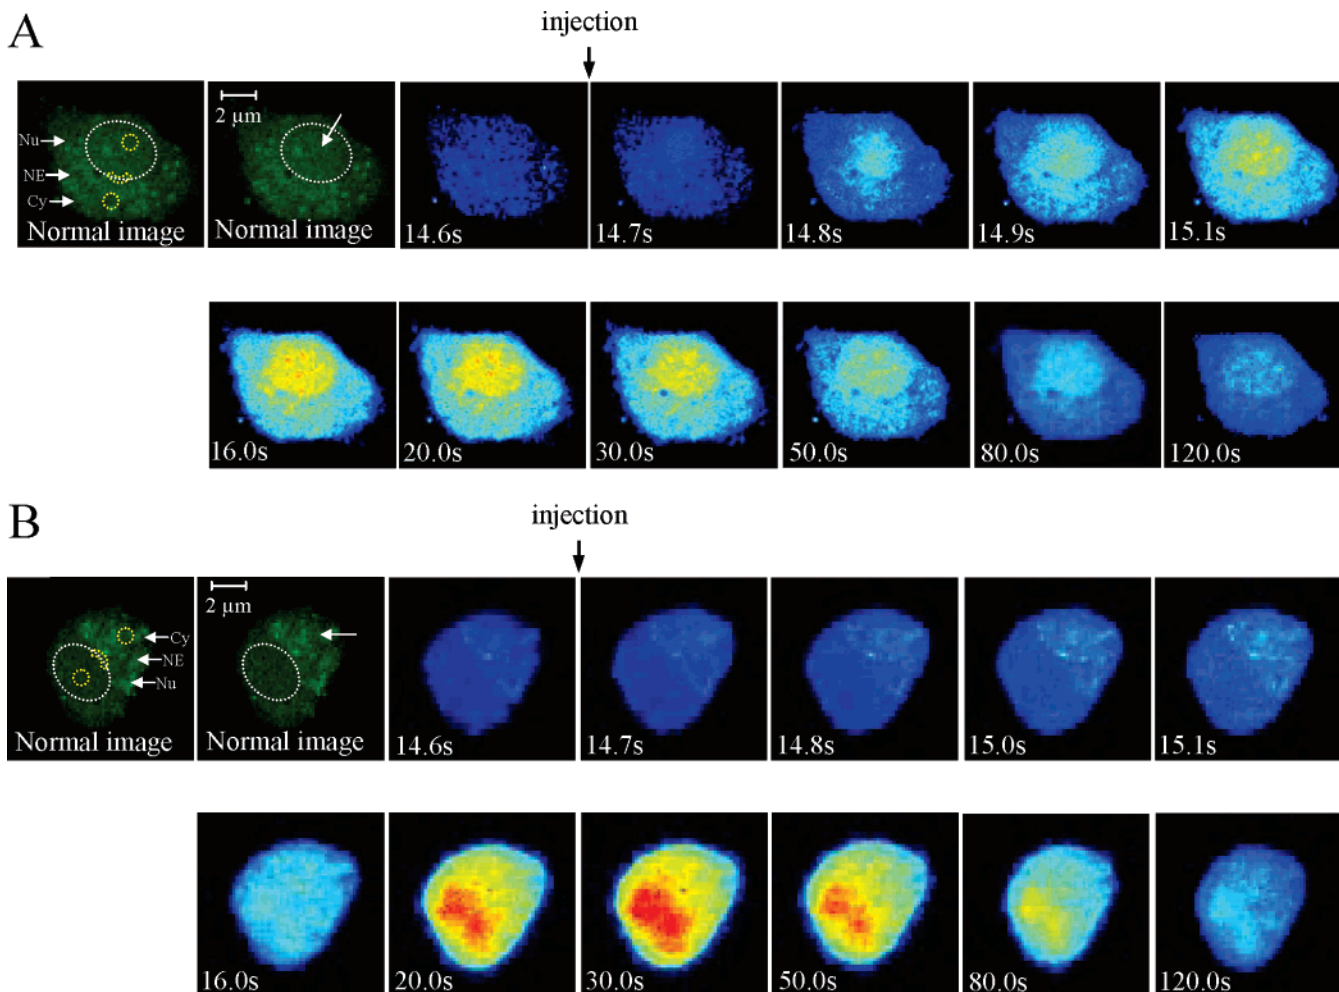 A
injection
Nu
NE
Cy
Normal image
2 µm
Normal image
14.6s
14.7s
14.8s
14.9s
15.1s
16.0s
20.0s
30.0s
50.0s
80.0s
120.0s
B
injection
Cy
NE
Nu
Normal image
2 µm
Normal image
14.6s
14.7s
14.8s
15.0s
15.1s
16.0s
20.0s
30.0s
50.0s
80.0s
120.0s